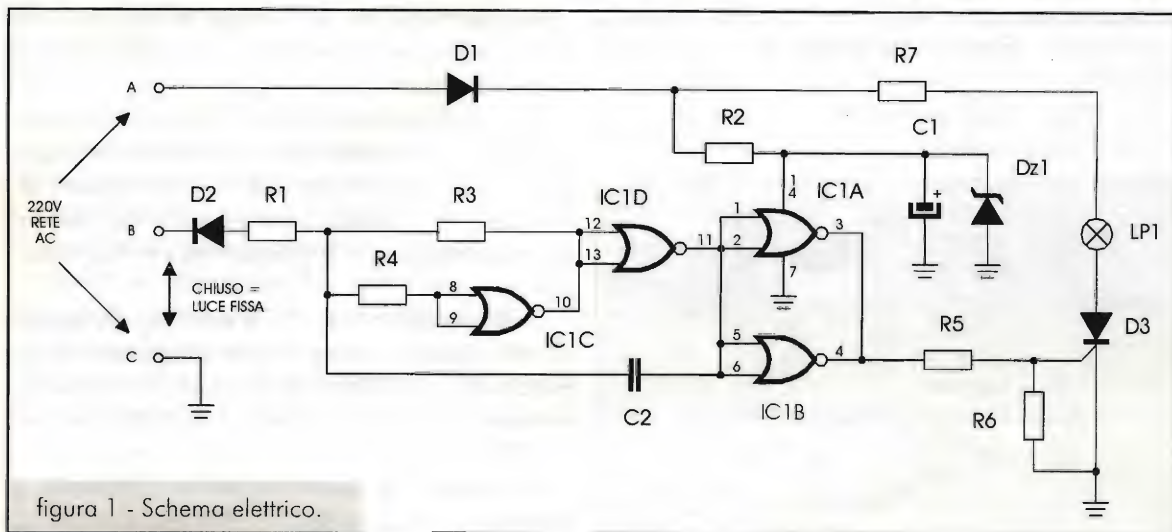 D1
R7
A
R2
C1
Dz1
IC1D
1
4
IC1A
+
D2
R1
R3
220V
RETE
AC
B
12
13
11
1
2
3
7
LP1
R4
CHIUSO =
LUCE FISSA
8
9
10
IC1C
5
6
4
R5
D3
C
C2
IC1B
R6
figura 1 - Schema elettrico.